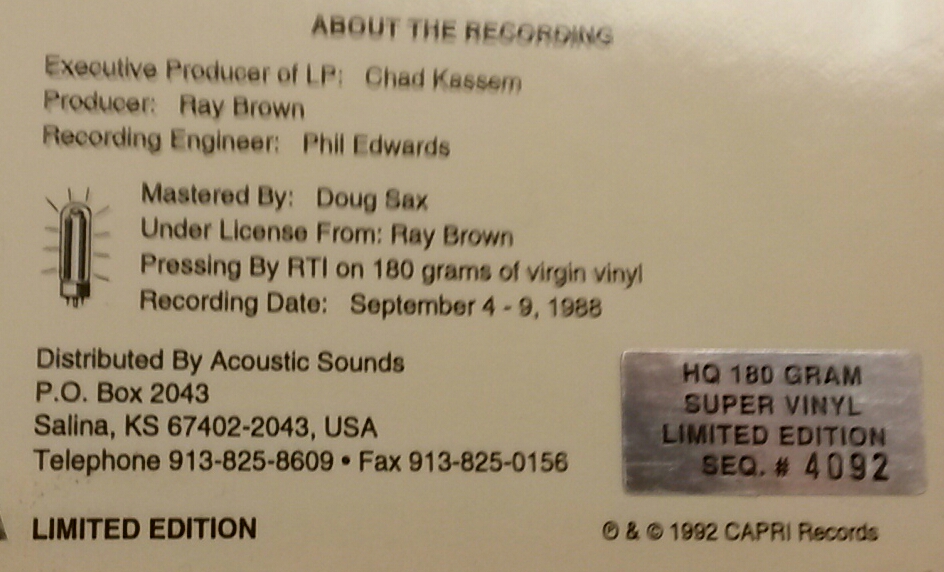 ABOUT THE RECORDING
Executive Producer of LP: Chad Kassem
Producer: Ray Brown
Recording Engineer: Phil Edwards
Mastered By: Doug Sax
Under License From: Ray Brown
Pressing By RTI on 180 grams of virgin vinyl
Recording Date: September 4 - 9, 1988
Distributed By Acoustic Sounds
P.O. Box 2043
Salina, KS 67402-2043, USA
Telephone 913-825-8609 • Fax 913-825-0156
HQ 180 GRAM
SUPER VINYL
LIMITED EDITION
SEQ. # 4092
LIMITED EDITION
℗ & © 1992 CAPRI Records